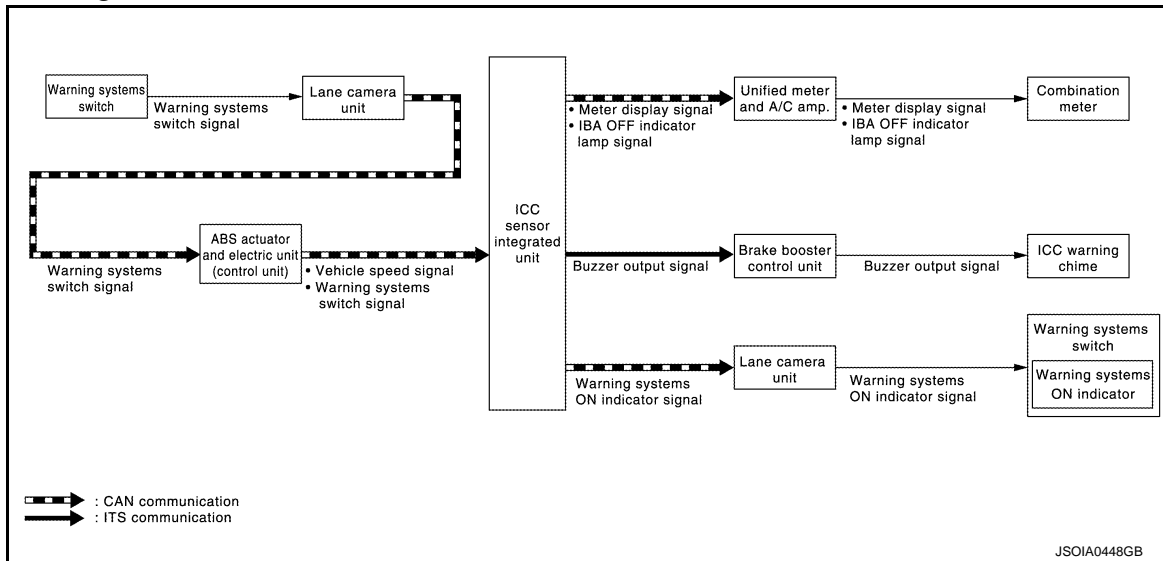 Warning systems
switch
Warning systems
switch signal
Lane camera
unit
Warning systems
switch signal
ABS actuator
and electric unit
(control unit)
• Vehicle speed signal
• Warning systems
switch signal
ICC
sensor
integrated
unit
• Meter display signal
• IBA OFF indicator
lamp signal
Unified meter
and A/C amp.
• Meter display signal
• IBA OFF indicator
lamp signal
Combination
meter
Buzzer output signal
Brake booster
control unit
Buzzer output signal
ICC warning
chime
Warning systems
ON indicator signal
Lane camera
unit
Warning systems
ON indicator signal
Warning systems
switch
Warning systems
ON indicator
: CAN communication
: ITS communication
JSOIA0448GB